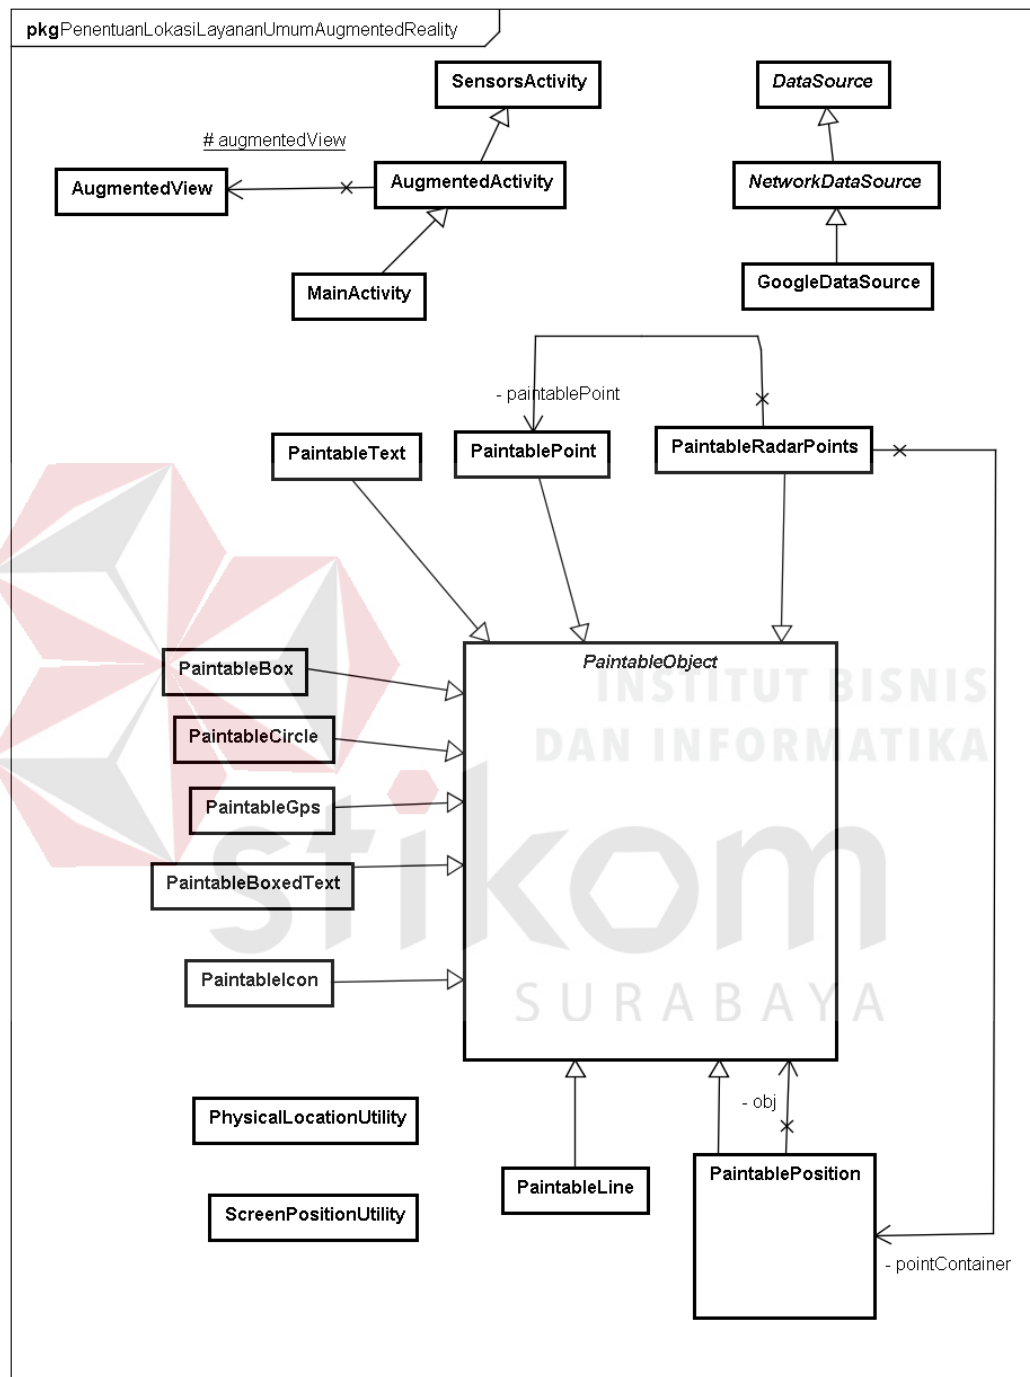 pkgPenentuanLokasiLayananUmumAugmentedReality
SensorsActivity
DataSource
# augmentedView
AugmentedView
AugmentedActivity
NetworkDataSource
MainActivity
GoogleDataSource
- paintablePoint
PaintableText
PaintablePoint
PaintableRadarPoints
PaintableObject
PaintableBox
INSTITUT BISNIS
DAN INFORMATIKA
PaintableCircle
PaintableGps
stikom
PaintableBoxedText
PaintableIcon
SURABAYA
- obj
PhysicalLocationUtility
PaintableLine
PaintablePosition
ScreenPositionUtility
- pointContainer